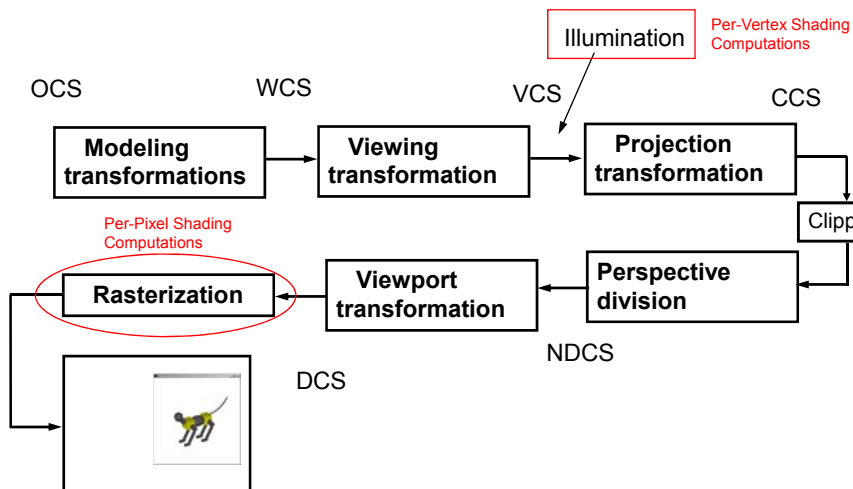 Illumination
Per-Vertex Shading
Computations
OCS
WCS
VCS
CCS
Modeling
transformations
Viewing
transformation
Projection
transformation
Clipp
Per-Pixel Shading
Computations
Rasterization
Viewport
transformation
Perspective
division
NDCS
DCS